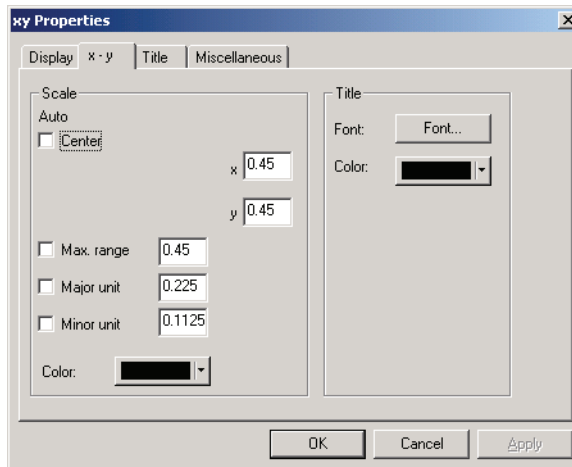 xy Properties
Display
x - y
Title
Miscellaneous
Scale
Auto
Center
x 0.45
y 0.45
Max. range 0.45
Major unit 0.225
Minor unit 0.1125
Color:
Title
Font: Font...
Color:
OK
Cancel
Apply